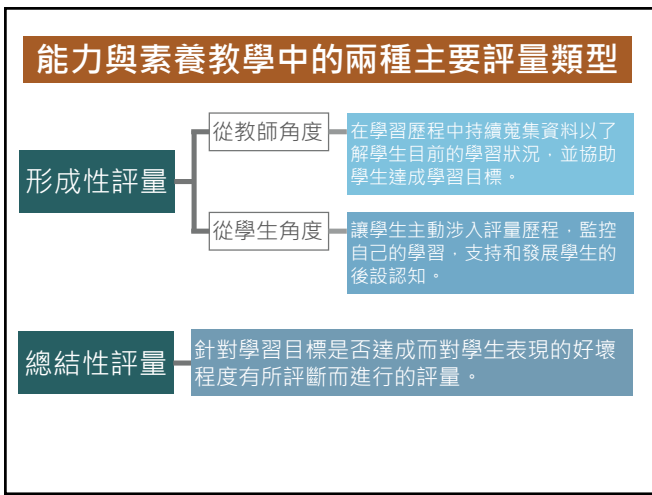 能力與素養教學中的兩種主要評量類型
形成性評量
從教師角度
在學習歷程中持續蒐集資料以了
解學生目前的學習狀況，並協助
學生達成學習目標。
從學生角度
讓學生主動涉入評量歷程，監控
自己的學習，支持和發展學生的
後設認知。
總結性評量
針對學習目標是否達成而對學生表現的好壞
程度有所評斷而進行的評量。